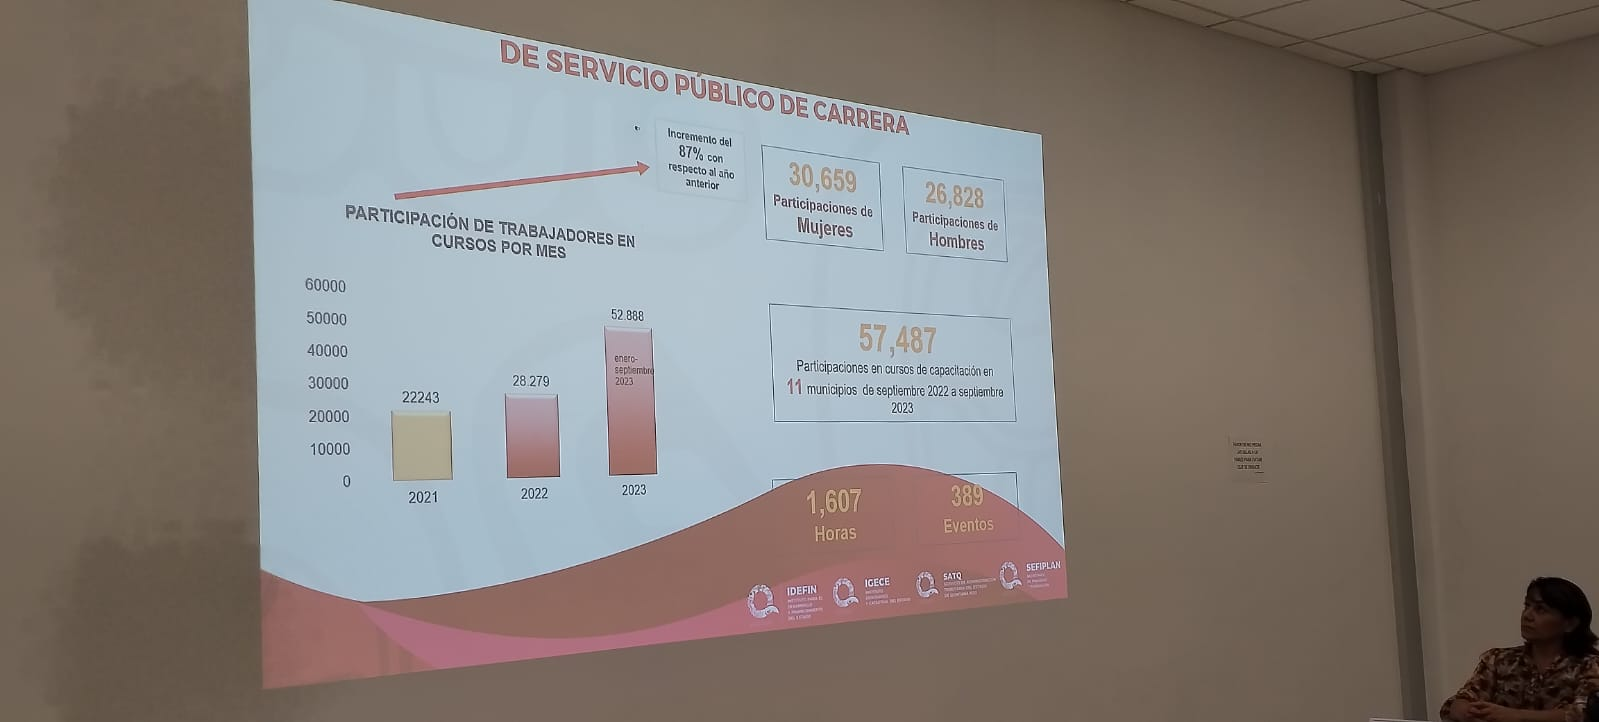 DE SERVICIO PÚBLICO DE CARRERA
Incremento del
87% con
respecto al año
anterior
PARTICIPACIÓN DE TRABAJADORES EN
CURSOS POR MES
60000
50000
40000
30000
20000
10000
0
22243
28.279
52.888
enero-
septiembre
2023
2021
2022
2023
30,659
Participaciones de
Mujeres
26,828
Participaciones de
Hombres
57,487
Participaciones en cursos de capacitación en
11 municipios de septiembre 2022 a septiembre
2023
1,607
Horas
389
Eventos
IDEFIN
IGECE
SATQ
SEFIPLAN